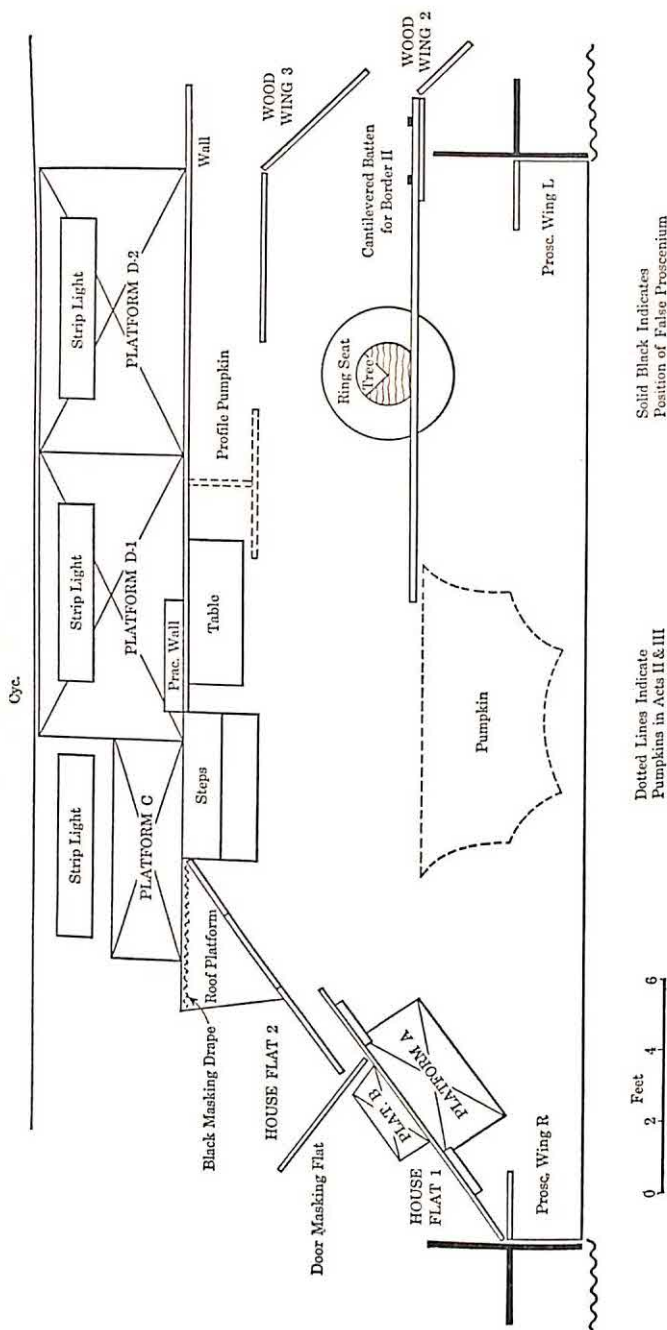 Cyc.
Strip Light
Strip Light
Strip Light
PLATFORM C
PLATFORM D-1
PLATFORM D-2
Black Masking Drape
Roof Platform
Steps
Prac. Wall
Table
Wall
Profile Pumpkin
HOUSE FLAT 2
WOOD
WING 3
Door Masking Flat
PLAT. B
PLATFORM A
HOUSE
FLAT 1
Ring Seat
Tree
WOOD
WING 2
Cantilevered Batten
for Border II
Pumpkin
Prosc. Wing R
Prosc. Wing L
0 2 4 6
Feet
Dotted Lines Indicate
Pumpkins in Acts II & III
Solid Black Indicates
Position of False Proscenium